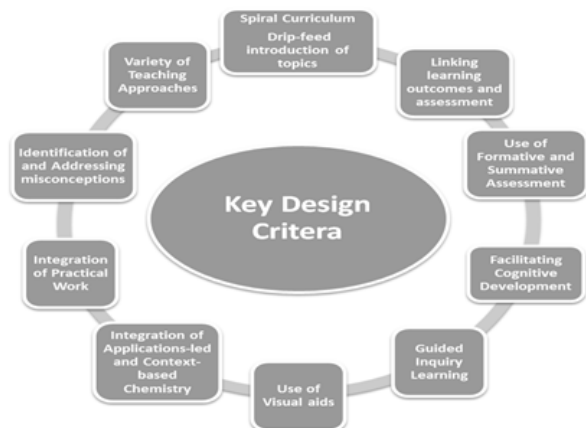 Spiral Curriculum
Drip-feed
introduction of
topics
Linking
learning
outcomes and
assessment
Use of
Formative and
Summative
Assessment
Facilitating
Cognitive
Development
Guided
Inquiry
Learning
Use of
Visual aids
Integration of
Applications-led
and Context-
based
Chemistry
Integration
of Practical
Work
Identification of
and Addressing
misconceptions
Variety of
Teaching
Approaches
Key Design
Critera